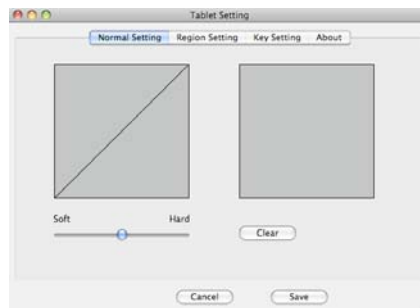 Tablet Setting
Normal Setting Region Setting Key Setting About
Soft Hard
Clear
Cancel Save